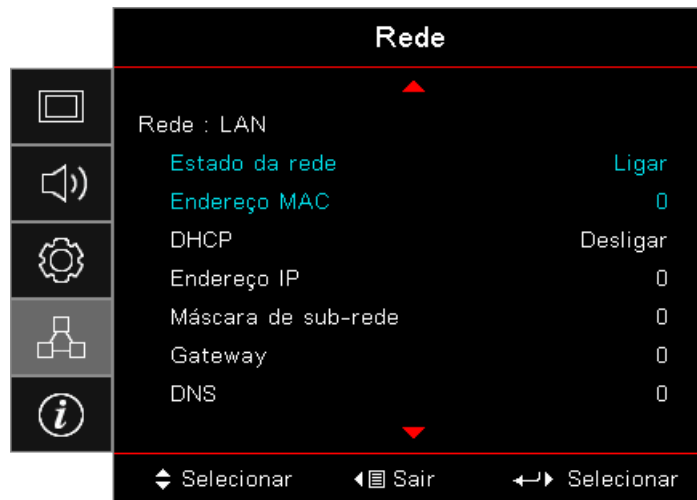 Rede
Rede : LAN
Estado da rede Ligar
Endereço MAC 0
DHCP Desligar
Endereço IP 0
Máscara de sub-rede 0
Gateway 0
DNS 0
Selecionar Sair Selecionar